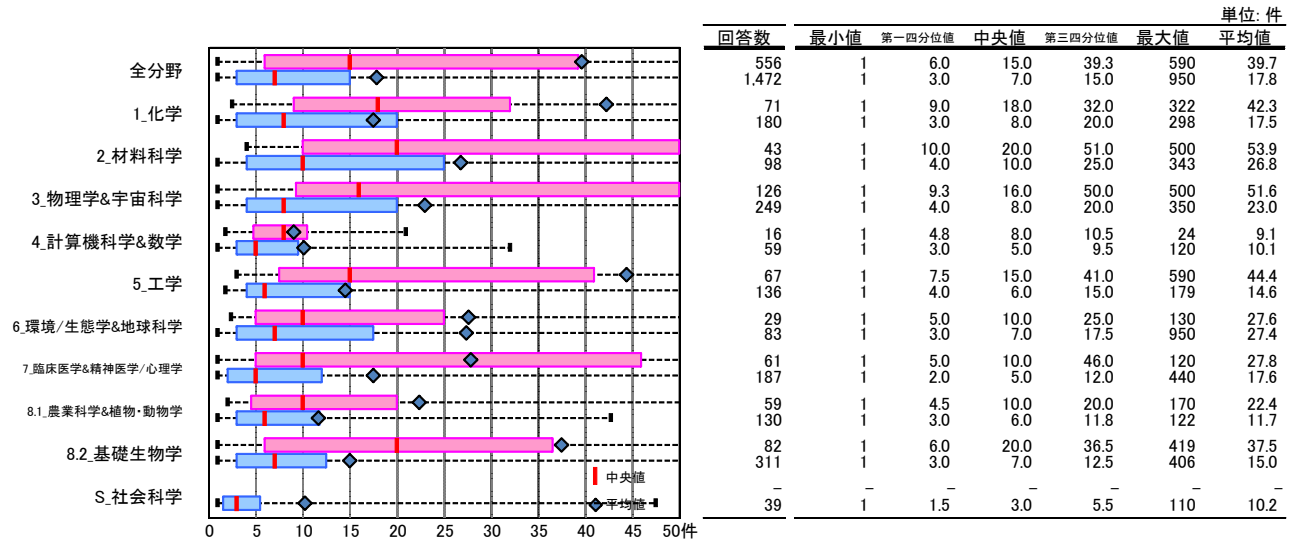 単位: 件
回答数 最小値 第一四分位値 中央値 第三四分位値 最大値 平均値
全分野 556 1 6.0 15.0 39.3 590 39.7
1,472 1 3.0 7.0 15.0 950 17.8
1_化学 71 1 9.0 18.0 32.0 322 42.3
180 1 3.0 8.0 20.0 298 17.5
2_材料科学 43 1 10.0 20.0 51.0 500 53.9
98 1 4.0 10.0 25.0 343 26.8
3_物理学&宇宙科学 126 1 9.3 16.0 50.0 500 51.6
249 1 4.0 8.0 20.0 350 23.0
4_計算機科学&数学 16 1 4.8 8.0 10.5 24 9.1
59 1 3.0 5.0 9.5 120 10.1
5_工学 67 1 7.5 15.0 41.0 590 44.4
136 1 4.0 6.0 15.0 179 14.6
6_環境/生態学&地球科学 29 1 5.0 10.0 25.0 130 27.6
83 1 3.0 7.0 17.5 950 27.4
7_臨床医学&精神医学/心理学 61 1 5.0 10.0 46.0 120 27.8
187 1 2.0 5.0 12.0 440 17.6
8.1_農業科学&植物・動物学 59 1 4.5 10.0 20.0 170 22.4
130 1 3.0 6.0 11.8 122 11.7
8.2_基礎生物学 82 1 6.0 20.0 36.5 419 37.5
311 1 3.0 7.0 12.5 406 15.0
中央値
S_社会科学 – – – – – – –
平均値 39 1 1.5 3.0 5.5 110 10.2
0 5 10 15 20 25 30 35 40 45 50件